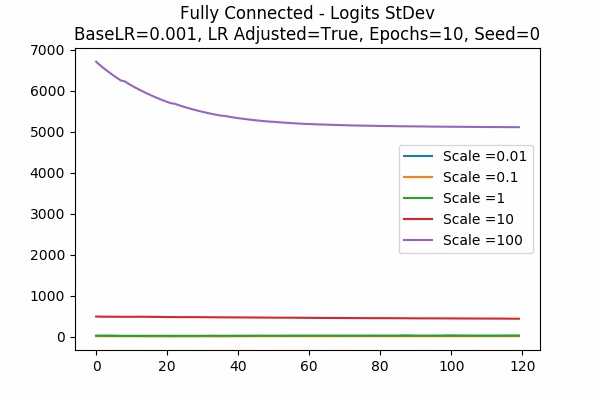 Fully Connected - Logits StDev
BaseLR=0.001, LR Adjusted=True, Epochs=10, Seed=0
7000
6000
5000
4000
3000
2000
1000
0
Scale =0.01
Scale =0.1
Scale =1
Scale =10
Scale =100
0 20 40 60 80 100 120